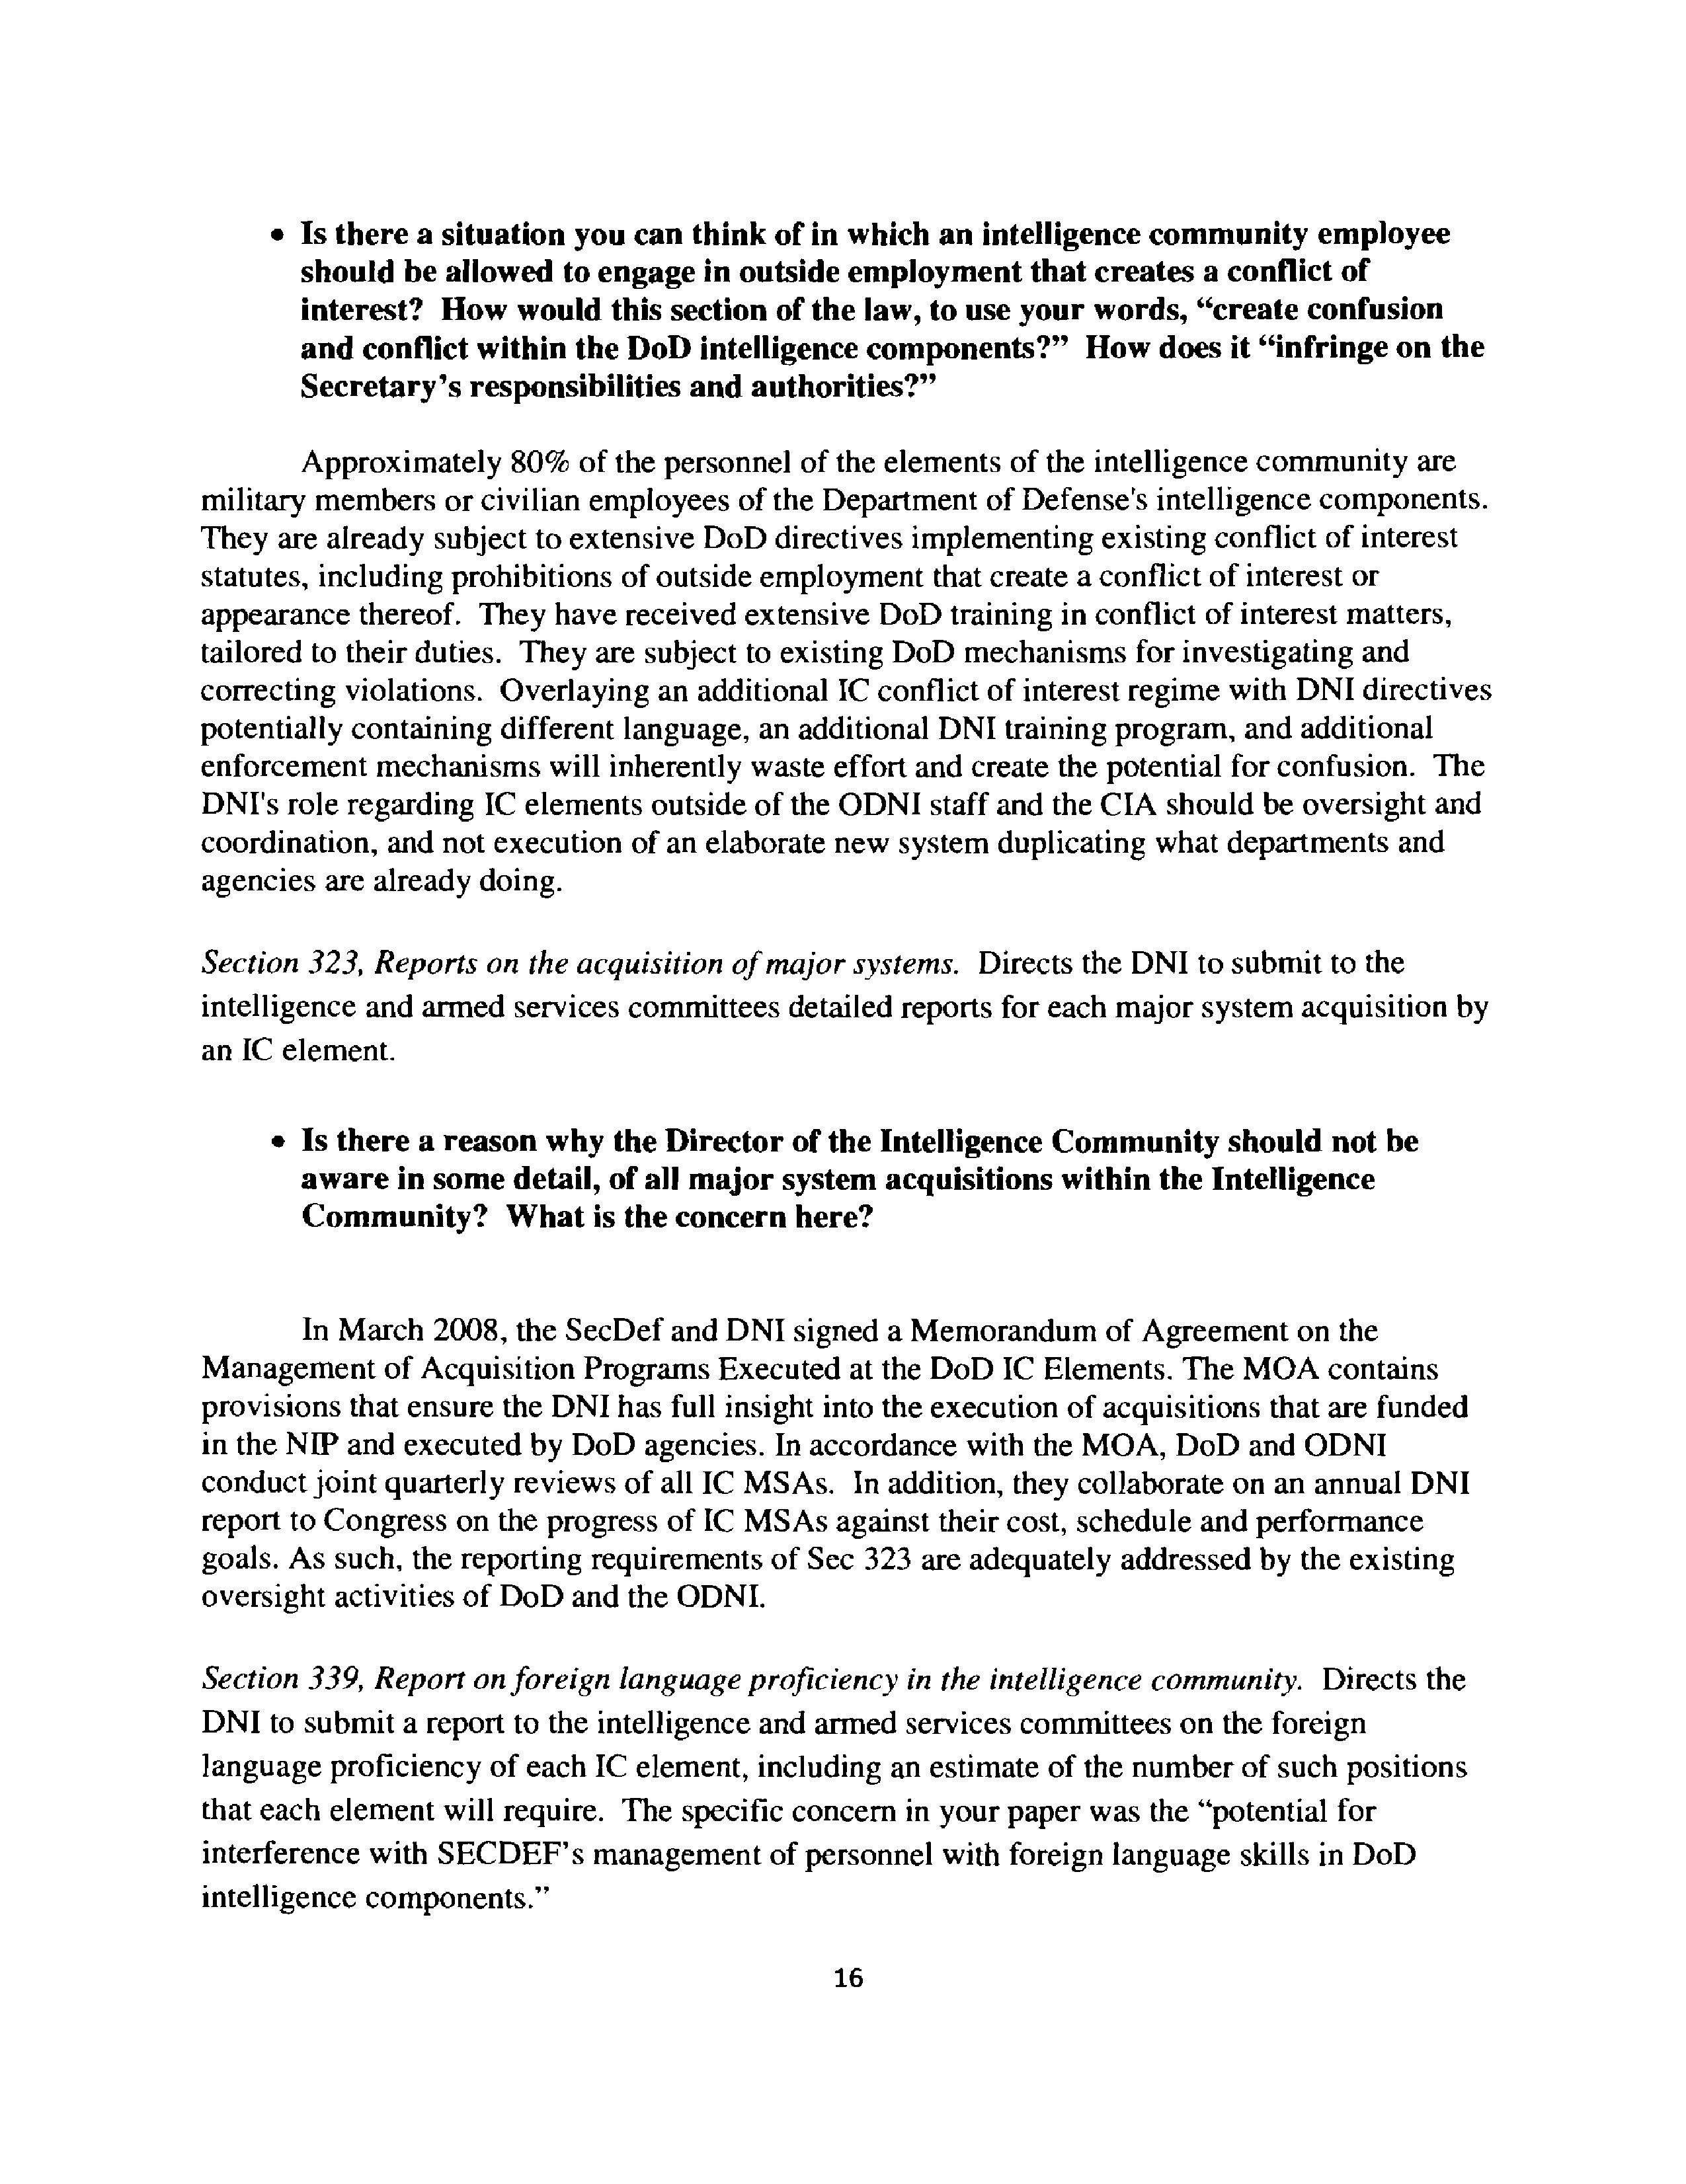 • Is there a situation you can think of in which an intelligence community employee
should be allowed to engage in outside employment that creates a conflict of
interest? How would this section of the law, to use your words, “create confusion
and conflict within the DoD intelligence components?” How does it “infringe on the
Secretary’s responsibilities and authorities?”
Approximately 80% of the personnel of the elements of the intelligence community are
military members or civilian employees of the Department of Defense's intelligence components.
They are already subject to extensive DoD directives implementing existing conflict of interest
statutes, including prohibitions of outside employment that create a conflict of interest or
appearance thereof. They have received extensive DoD training in conflict of interest matters,
tailored to their duties. They are subject to existing DoD mechanisms for investigating and
correcting violations. Overlaying an additional IC conflict of interest regime with DNI directives
potentially containing different language, an additional DNI training program, and additional
enforcement mechanisms will inherently waste effort and create the potential for confusion. The
DNI's role regarding IC elements outside of the ODNI staff and the CIA should be oversight and
coordination, and not execution of an elaborate new system duplicating what departments and
agencies are already doing.
Section 323, Reports on the acquisition of major systems. Directs the DNI to submit to the
intelligence and armed services committees detailed reports for each major system acquisition by
an IC element.
• Is there a reason why the Director of the Intelligence Community should not be
aware in some detail, of all major system acquisitions within the Intelligence
Community? What is the concern here?
In March 2008, the SecDef and DNI signed a Memorandum of Agreement on the
Management of Acquisition Programs Executed at the DoD IC Elements. The MOA contains
provisions that ensure the DNI has full insight into the execution of acquisitions that are funded
in the NIP and executed by DoD agencies. In accordance with the MOA, DoD and ODNI
conduct joint quarterly reviews of all IC MSAs. In addition, they collaborate on an annual DNI
report to Congress on the progress of IC MSAs against their cost, schedule and performance
goals. As such, the reporting requirements of Sec 323 are adequately addressed by the existing
oversight activities of DoD and the ODNI.
Section 339, Report on foreign language proficiency in the intelligence community. Directs the
DNI to submit a report to the intelligence and armed services committees on the foreign
language proficiency of each IC element, including an estimate of the number of such positions
that each element will require. The specific concern in your paper was the “potential for
interference with SECDEF’s management of personnel with foreign language skills in DoD
intelligence components.”
16